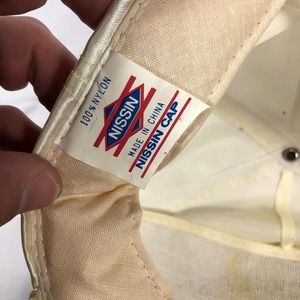 100% NYLON
NISSIN
MADE IN CHINA
NISSIN CAP